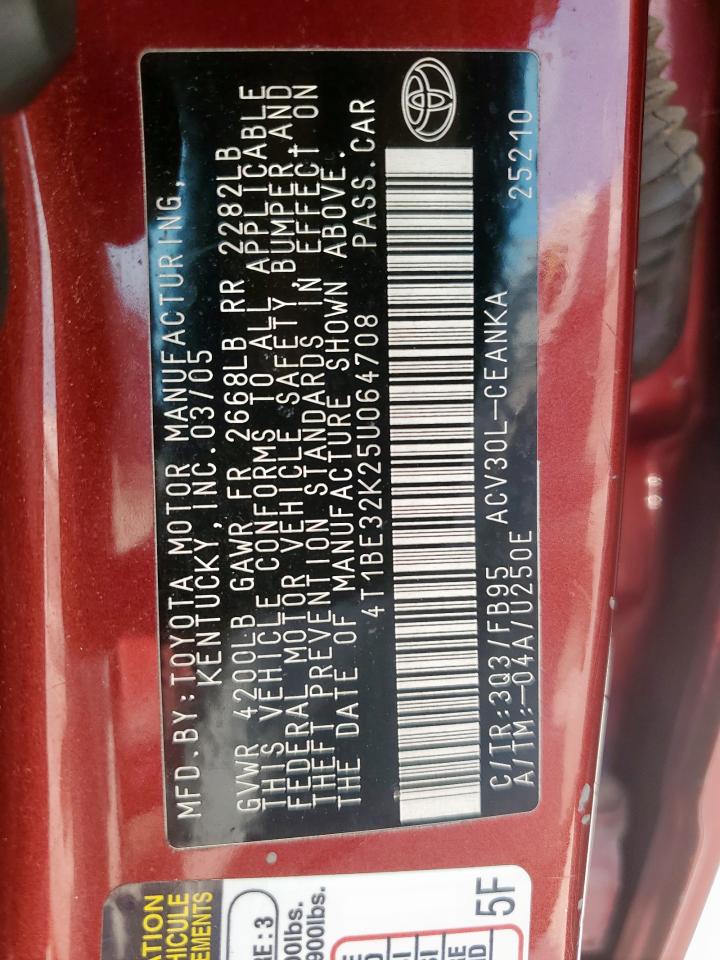 MFD.BY:TOYOTA MOTOR MANUFACTURING,
KENTUCKY, INC.03/05
GVWR 4200LB GAWR FR 2668LB RR 2282LB
THIS VEHICLE CONFORMS TO ALL APPLICABLE
FEDERAL MOTOR VEHICLE SAFETY, BUMPER, AND
THEFT PREVENTION STANDARDS IN EFFECT ON
THE DATE OF MANUFACTURE SHOWN ABOVE.
4T1BE32K25U064708 PASS.CAR
C/TR:3Q3/FB95 ACV30L-CEANKA 25210
A/TM:-04A/U250E
5F